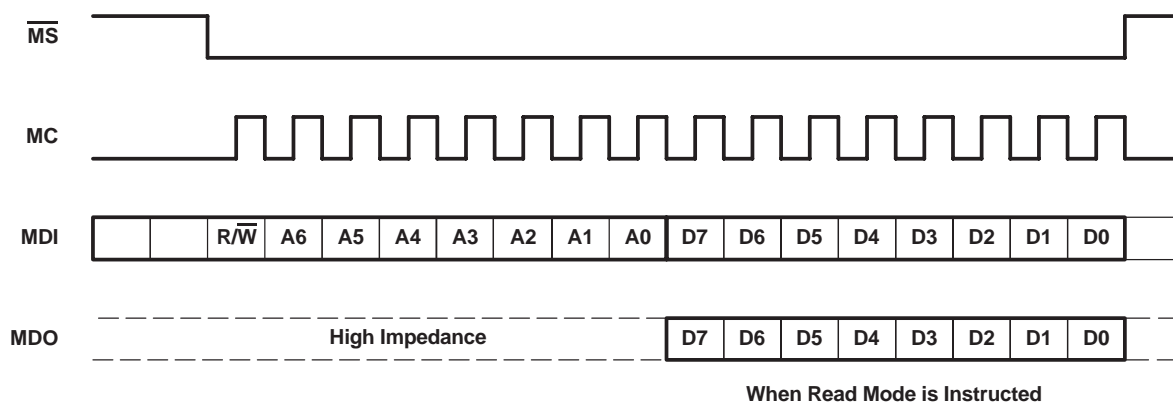 M̅S̅
MC
MDI R/W̅ A6 A5 A4 A3 A2 A1 A0 D7 D6 D5 D4 D3 D2 D1 D0
MDO High Impedance D7 D6 D5 D4 D3 D2 D1 D0
When Read Mode is Instructed